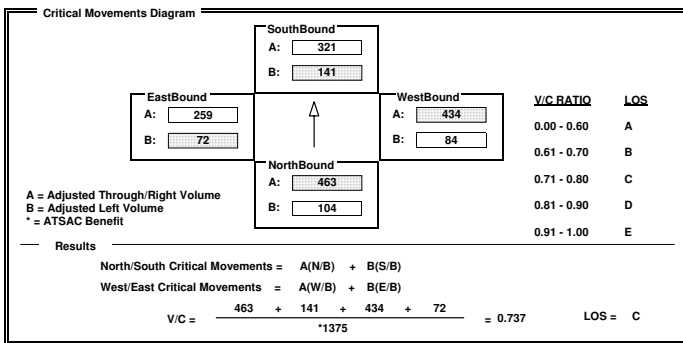 Critical Movements Diagram
SouthBound
A: 321
B: 141
EastBound
A: 259
B: 72
WestBound
A: 434
B: 84
NorthBound
A: 463
B: 104
V/C RATIO LOS
0.00 - 0.60 A
0.61 - 0.70 B
0.71 - 0.80 C
0.81 - 0.90 D
0.91 - 1.00 E
A = Adjusted Through/Right Volume
B = Adjusted Left Volume
* = ATSAC Benefit
Results
North/South Critical Movements = A(N/B) + B(S/B)
West/East Critical Movements = A(W/B) + B(E/B)
463 + 141 + 434 + 72
V/C = = 0.737 LOS = C
*1375